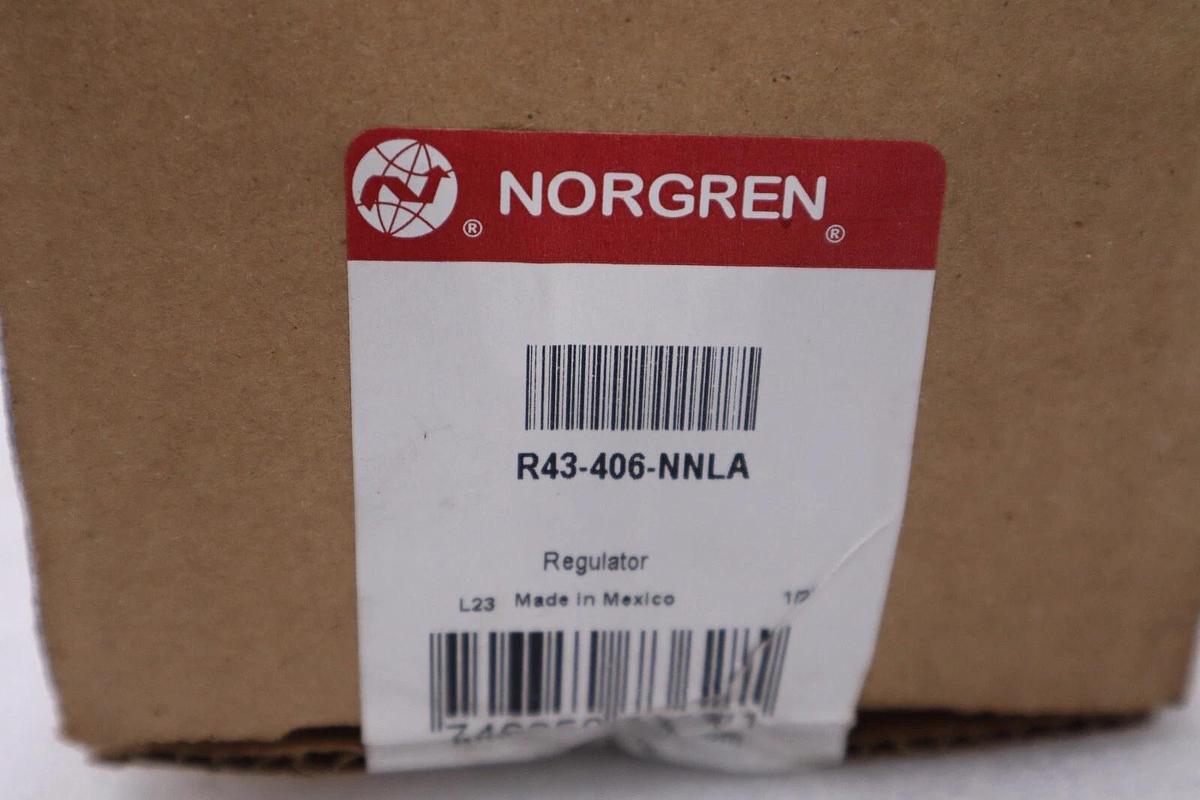 ® NORGREN ®
R43-406-NNLA
Regulator
L23 Made in Mexico